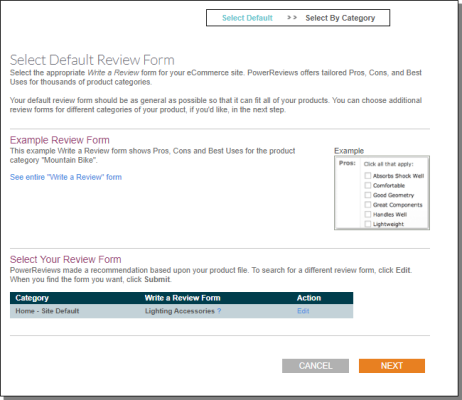 Select Default >> Select By Category
Select Default Review Form
Select the appropriate Write a Review form for your eCommerce site. PowerReviews offers tailored Pros, Cons, and Best
Uses for thousands of product categories.
Your default review form should be as general as possible so that it can fit all of your products. You can choose additional
review forms for different categories of your product, if you'd like, in the next step.
Example Review Form
This example Write a Review form shows Pros, Cons and Best Uses for the product
category "Mountain Bike".
See entire "Write a Review" form
Example
Pros: Click all that apply:
Absorbs Shock Well
Comfortable
Good Geometry
Great Components
Handles Well
Lightweight
Select Your Review Form
PowerReviews made a recommendation based upon your product file. To search for a different review form, click Edit.
When you find the form you want, click Submit.
Category Write a Review Form Action
Home - Site Default Lighting Accessories ? Edit
CANCEL NEXT